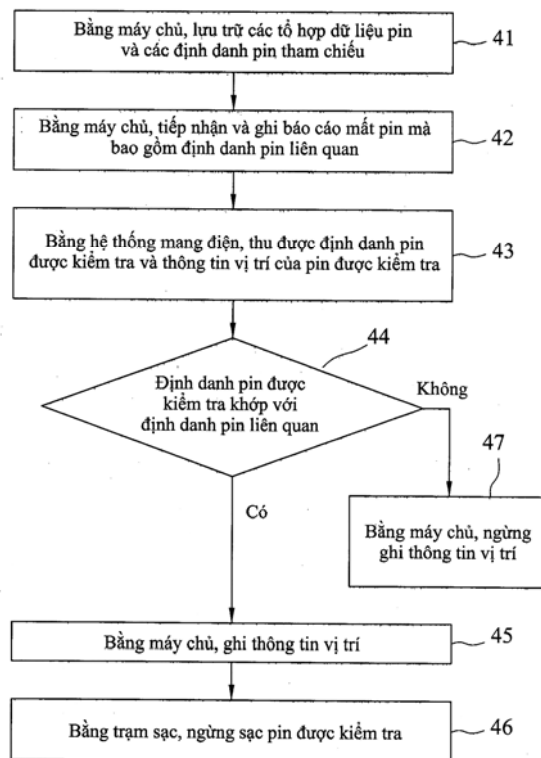 Bằng máy chủ, lưu trữ các tổ hợp dữ liệu pin
và các định danh pin tham chiếu
41
Bằng máy chủ, tiếp nhận và ghi báo cáo mất pin mà
bao gồm định danh pin liên quan
42
Bằng hệ thống mang điện, thu được định danh pin
được kiểm tra và thông tin vị trí của pin được kiểm tra
43
44
Định danh pin được
kiểm tra khớp với
định danh pin liên quan
Không
47
Có
Bằng máy chủ, ngừng
ghi thông tin vị trí
Bằng máy chủ, ghi thông tin vị trí
45
Bằng trạm sạc, ngừng sạc pin được kiểm tra
46